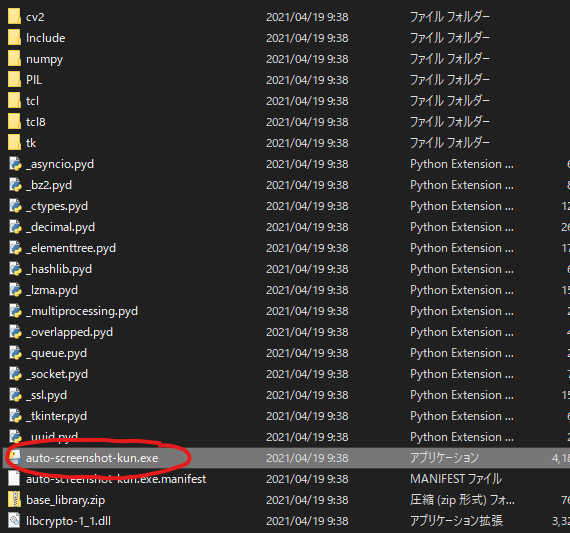 cv2 2021/04/19 9:38 ファイル フォルダー
Include 2021/04/19 9:38 ファイル フォルダー
numpy 2021/04/19 9:38 ファイル フォルダー
PIL 2021/04/19 9:38 ファイル フォルダー
tcl 2021/04/19 9:38 ファイル フォルダー
tcl8 2021/04/19 9:38 ファイル フォルダー
tk 2021/04/19 9:38 ファイル フォルダー
_asyncio.pyd 2021/04/19 9:38 Python Extension ... 6
_bz2.pyd 2021/04/19 9:38 Python Extension ... 8
_ctypes.pyd 2021/04/19 9:38 Python Extension ... 12
_decimal.pyd 2021/04/19 9:38 Python Extension ... 26
_elementtree.pyd 2021/04/19 9:38 Python Extension ... 17
_hashlib.pyd 2021/04/19 9:38 Python Extension ... 6
_lzma.pyd 2021/04/19 9:38 Python Extension ... 15
_multiprocessing.pyd 2021/04/19 9:38 Python Extension ... 2
_overlapped.pyd 2021/04/19 9:38 Python Extension ... 4
_queue.pyd 2021/04/19 9:38 Python Extension ... 2
_socket.pyd 2021/04/19 9:38 Python Extension ... 7
_ssl.pyd 2021/04/19 9:38 Python Extension ... 15
_tkinter.pyd 2021/04/19 9:38 Python Extension ... 6
_uuid.pyd 2021/04/19 9:38 Python Extension ... 2
auto-screenshot-kun.exe 2021/04/19 9:38 アプリケーション 4,18
auto-screenshot-kun.exe.manifest 2021/04/19 9:38 MANIFEST ファイル
base_library.zip 2021/04/19 9:38 圧縮 (zip 形式) フォ... 76
libcrypto-1_1.dll 2021/04/19 9:38 アプリケーション拡張 3,32